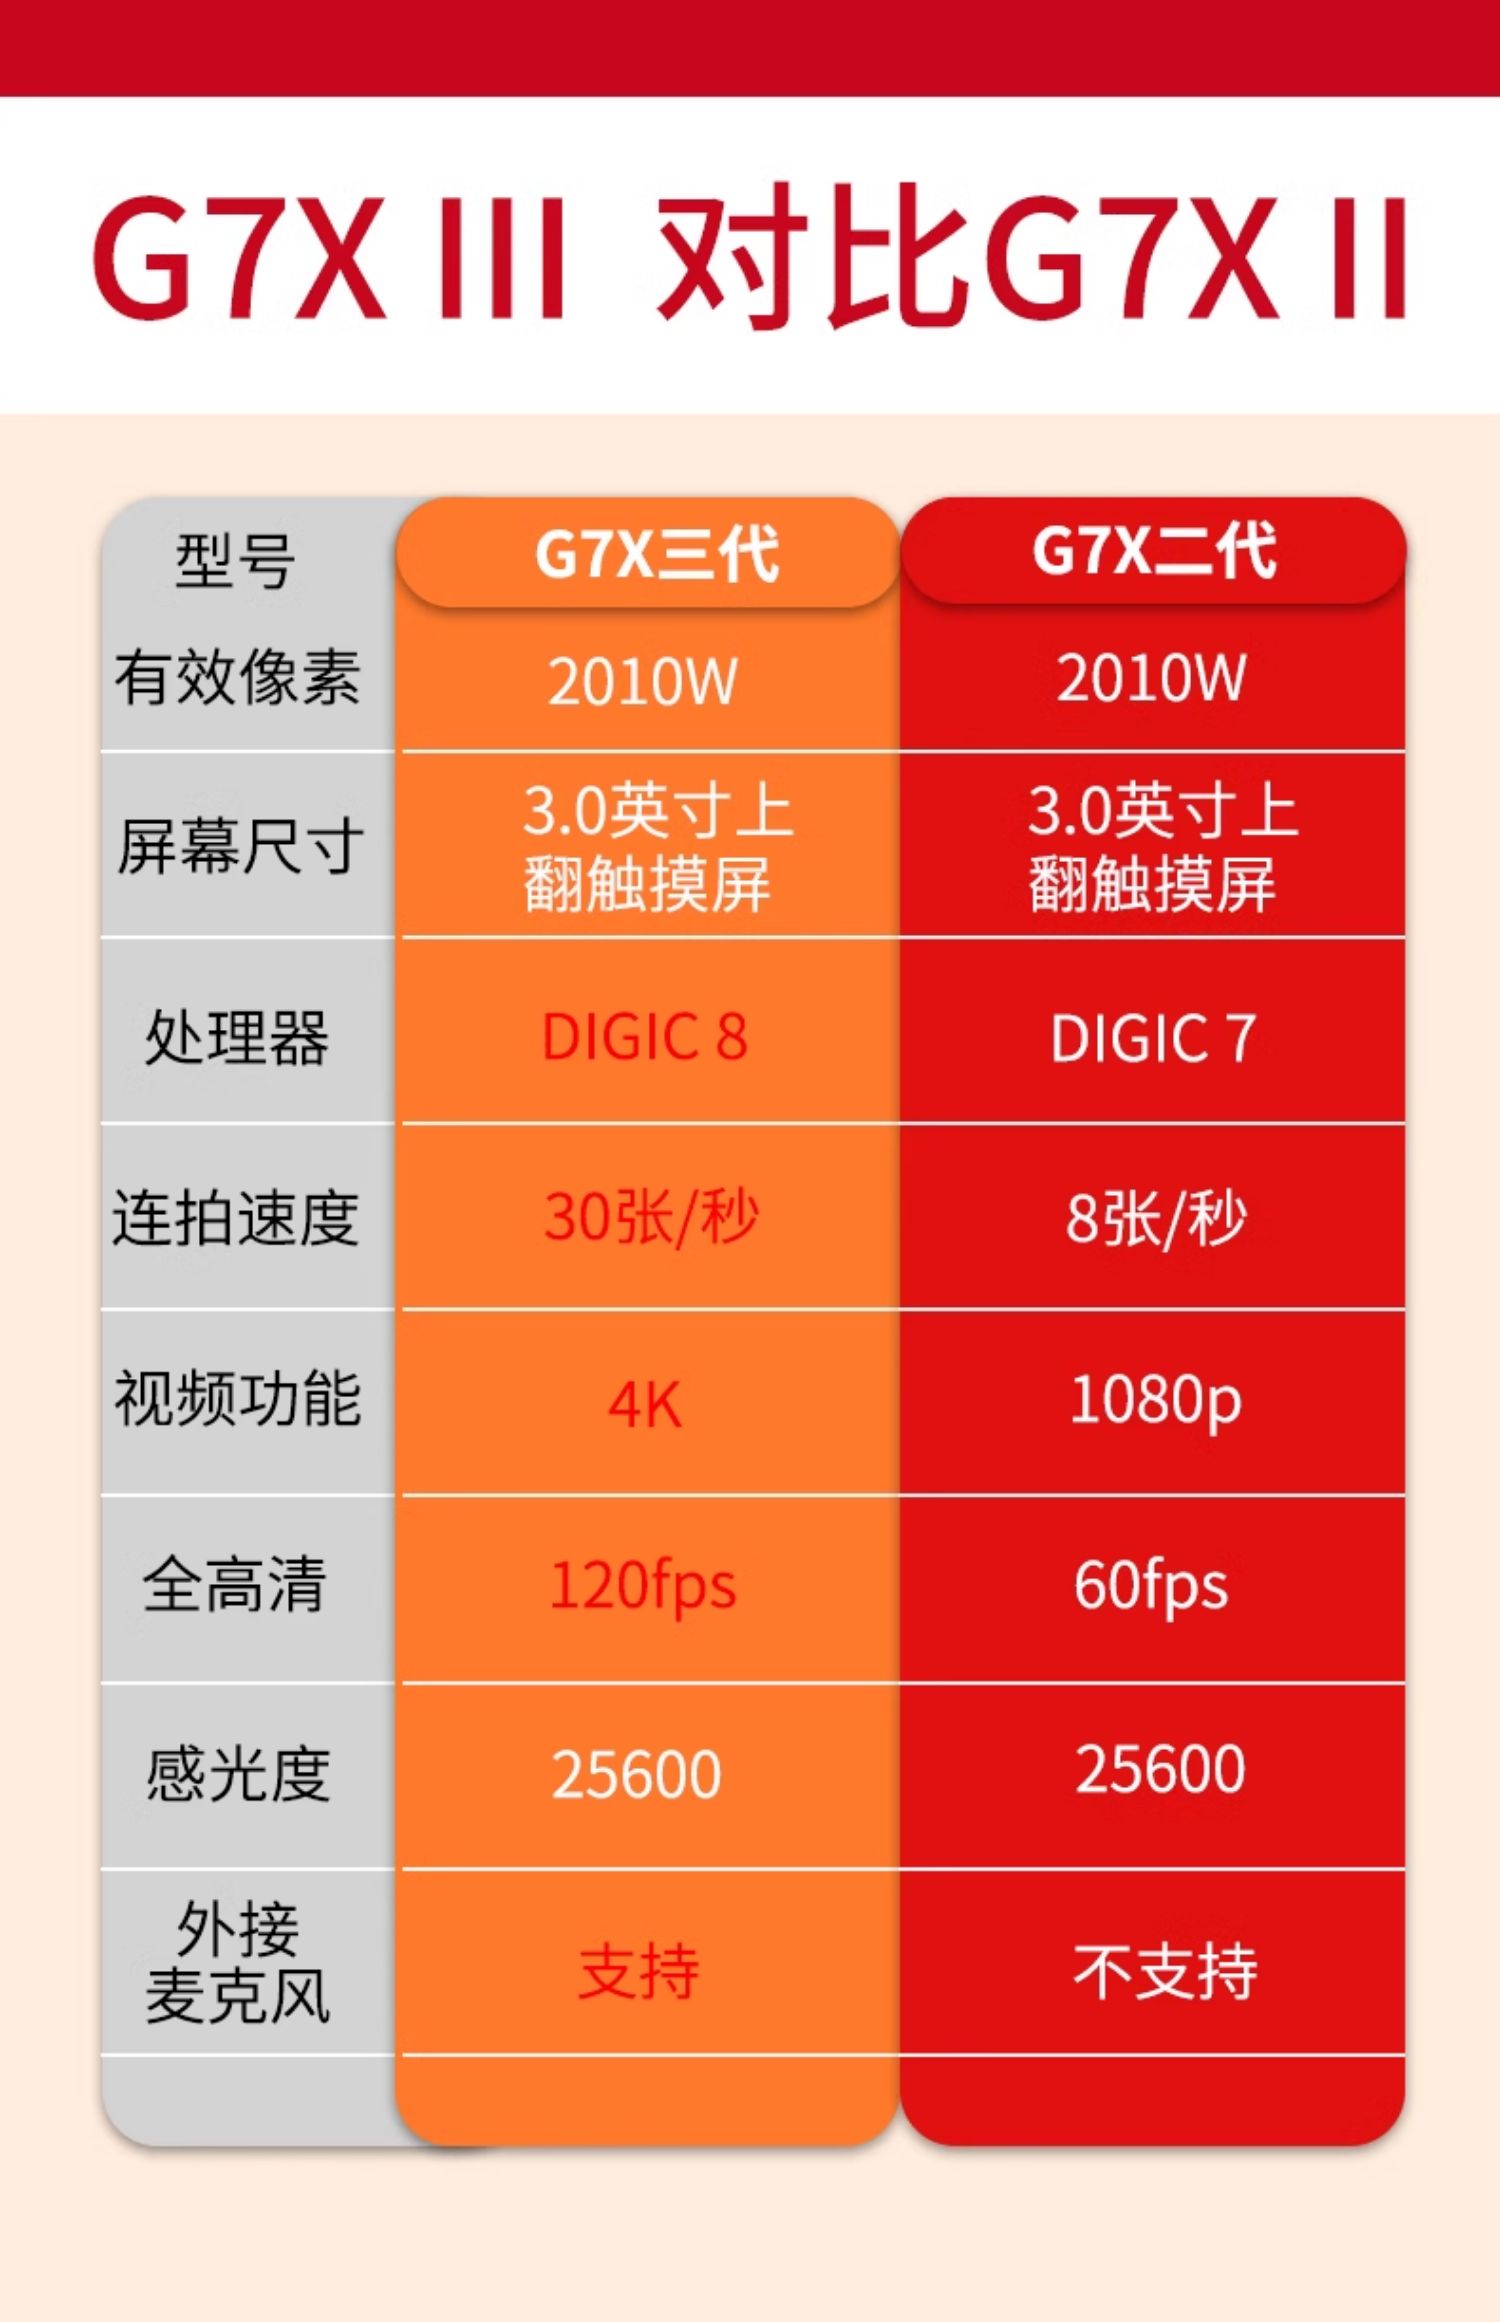 G7X III 对比G7X II
型号 G7X三代 G7X二代
有效像素 2010W 2010W
屏幕尺寸 3.0英寸上 3.0英寸上
翻触摸屏 翻触摸屏
处理器 DIGIC 8 DIGIC 7
连拍速度 30张/秒 8张/秒
视频功能 4K 1080p
全高清 120fps 60fps
感光度 25600 25600
外接
麦克风 支持 不支持